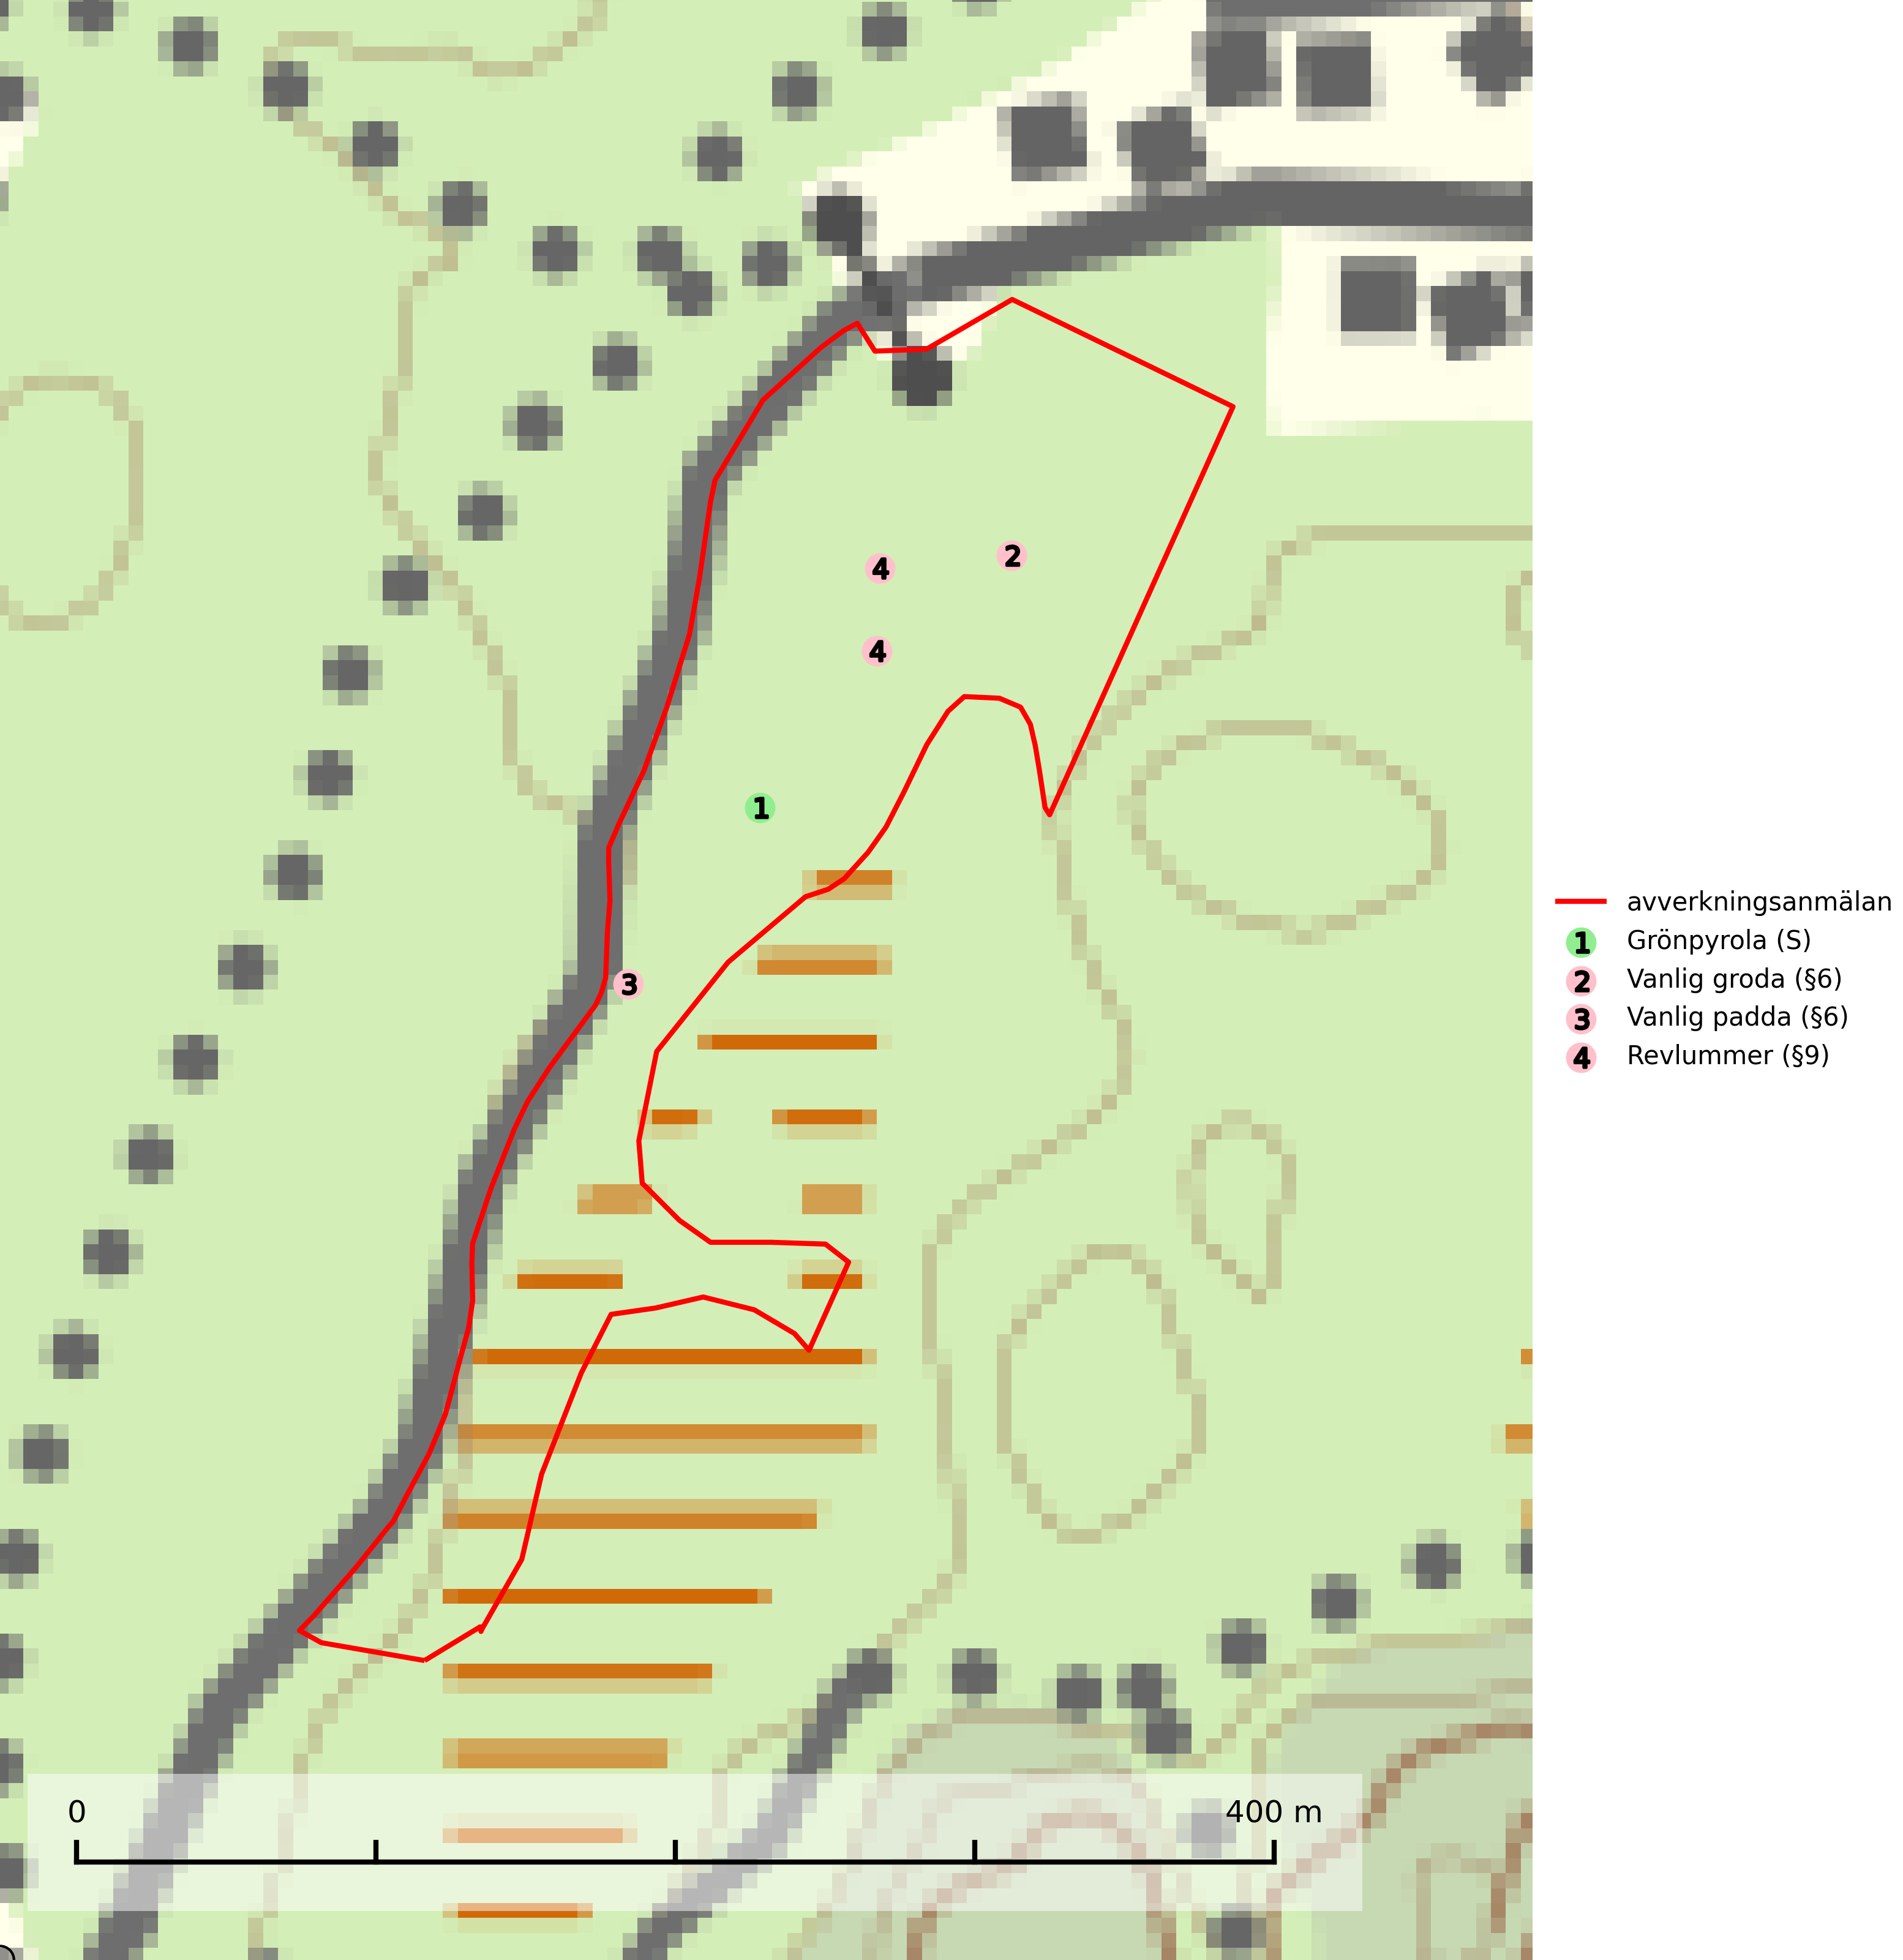 4
2
4
1
3
avverkningsanmälan
1 Grönpyrola (S)
2 Vanlig groda (§6)
3 Vanlig padda (§6)
4 Revlummer (§9)
0 400 m